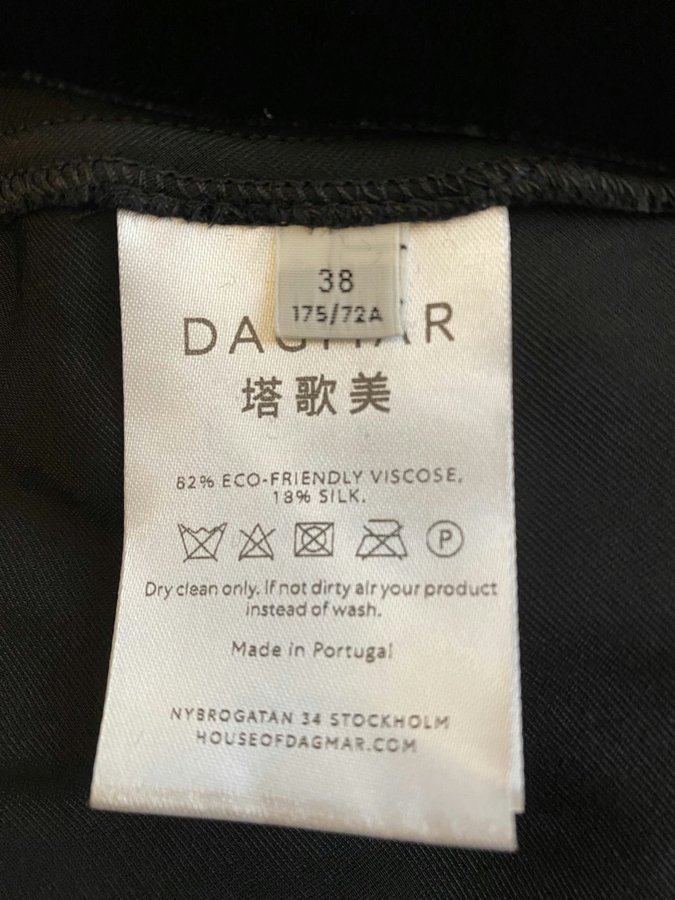 38
175/72A
DAGMAR
塔歌美
82% ECO-FRIENDLY VISCOSE,
18% SILK.
P
Dry clean only. If not dirty air your product
instead of wash.
Made in Portugal
NYBROGATAN 34 STOCKHOLM
HOUSEOFDAGMAR.COM